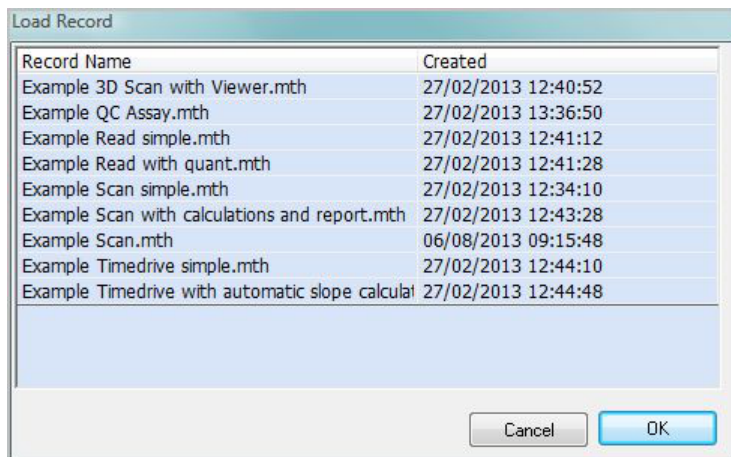 Load Record
Record Name Created
Example 3D Scan with Viewer.mth 27/02/2013 12:40:52
Example QC Assay.mth 27/02/2013 13:36:50
Example Read simple.mth 27/02/2013 12:41:12
Example Read with quant.mth 27/02/2013 12:41:28
Example Scan simple.mth 27/02/2013 12:34:10
Example Scan with calculations and report.mth 27/02/2013 12:43:28
Example Scan.mth 06/08/2013 09:15:48
Example Timedrive simple.mth 27/02/2013 12:44:10
Example Timedrive with automatic slope calculat 27/02/2013 12:44:48
Cancel OK